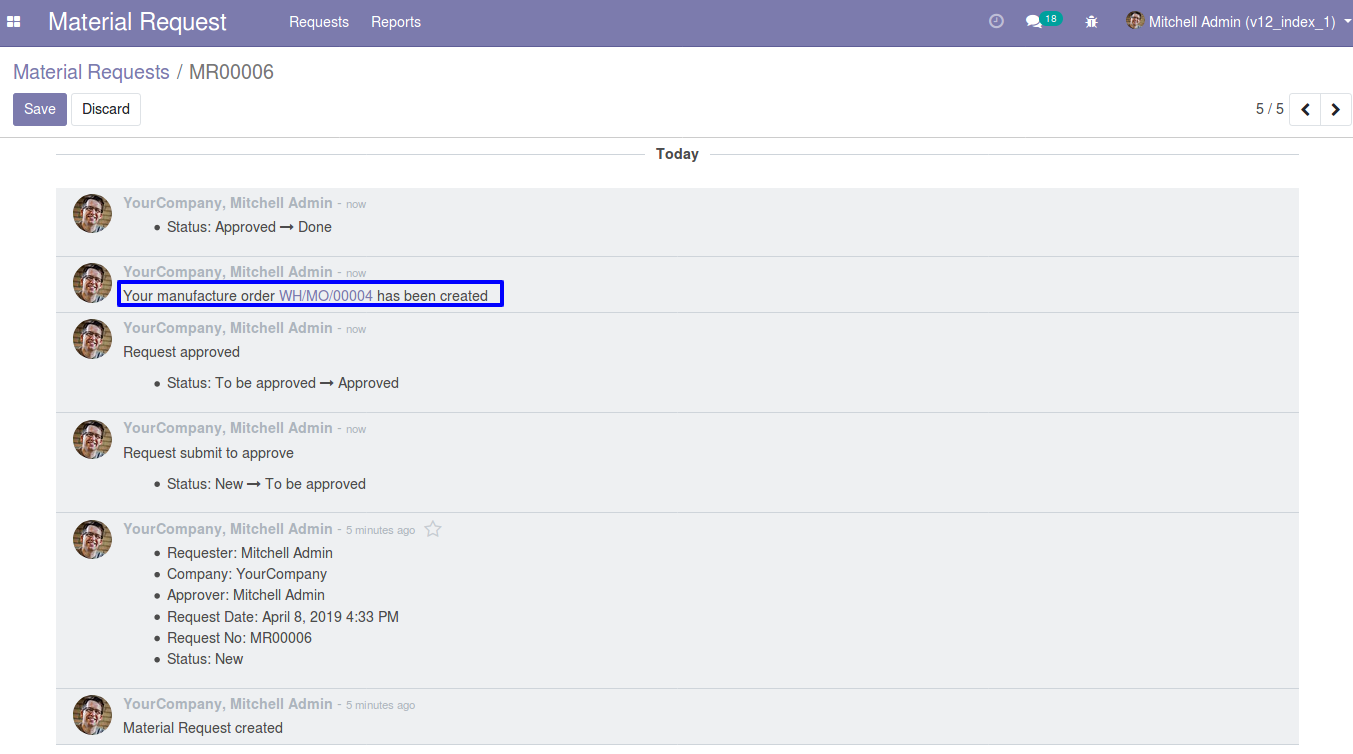 Material Request Requests Reports 18 Mitchell Admin (v12_index_1)
Material Requests / MR00006
Save Discard 5 / 5
Today
YourCompany, Mitchell Admin - now
Status: Approved → Done
YourCompany, Mitchell Admin - now
Your manufacture order WH/MO/00004 has been created
YourCompany, Mitchell Admin - now
Request approved
Status: To be approved → Approved
YourCompany, Mitchell Admin - now
Request submit to approve
Status: New → To be approved
YourCompany, Mitchell Admin - 5 minutes ago
Requester: Mitchell Admin
Company: YourCompany
Approver: Mitchell Admin
Request Date: April 8, 2019 4:33 PM
Request No: MR00006
Status: New
YourCompany, Mitchell Admin - 5 minutes ago
Material Request created